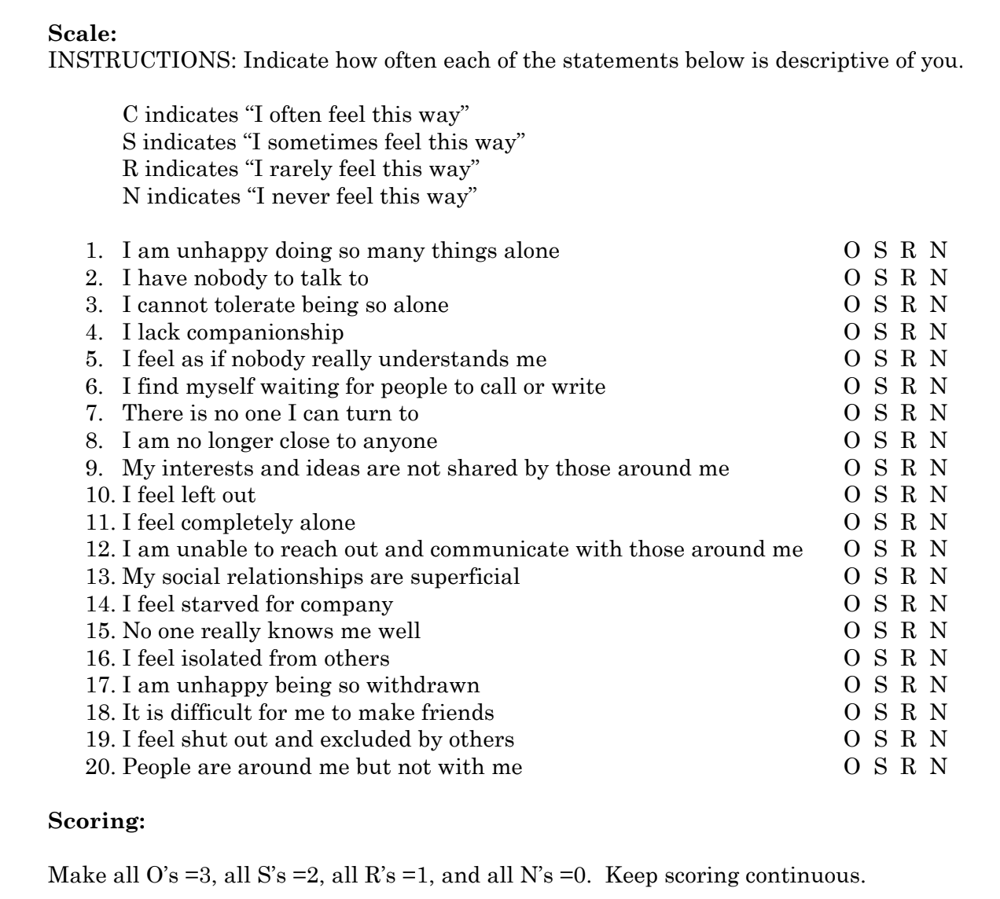 Scale:
INSTRUCTIONS: Indicate how often each of the statements below is descriptive of you.
C indicates “I often feel this way”
S indicates “I sometimes feel this way”
R indicates “I rarely feel this way”
N indicates “I never feel this way”
1. I am unhappy doing so many things alone O S R N
2. I have nobody to talk to O S R N
3. I cannot tolerate being so alone O S R N
4. I lack companionship O S R N
5. I feel as if nobody really understands me O S R N
6. I find myself waiting for people to call or write O S R N
7. There is no one I can turn to O S R N
8. I am no longer close to anyone O S R N
9. My interests and ideas are not shared by those around me O S R N
10. I feel left out O S R N
11. I feel completely alone O S R N
12. I am unable to reach out and communicate with those around me O S R N
13. My social relationships are superficial O S R N
14. I feel starved for company O S R N
15. No one really knows me well O S R N
16. I feel isolated from others O S R N
17. I am unhappy being so withdrawn O S R N
18. It is difficult for me to make friends O S R N
19. I feel shut out and excluded by others O S R N
20. People are around me but not with me O S R N
Scoring:
Make all O’s =3, all S’s =2, all R’s =1, and all N’s =0. Keep scoring continuous.